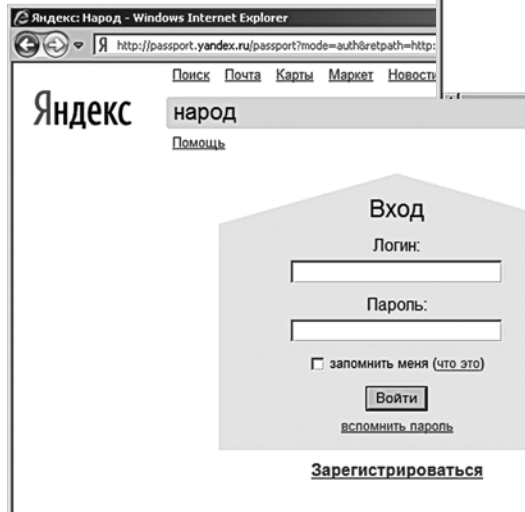 Яндекс: Народ - Windows Internet Explorer
Я http://passport.yandex.ru/passport?mode=auth&retpath=http:
Поиск Почта Карты Маркет Новости
Яндекс
народ
Помощь
Вход
Логин:
Пароль:
запомнить меня (что это)
Войти
вспомнить пароль
Зарегистрироваться